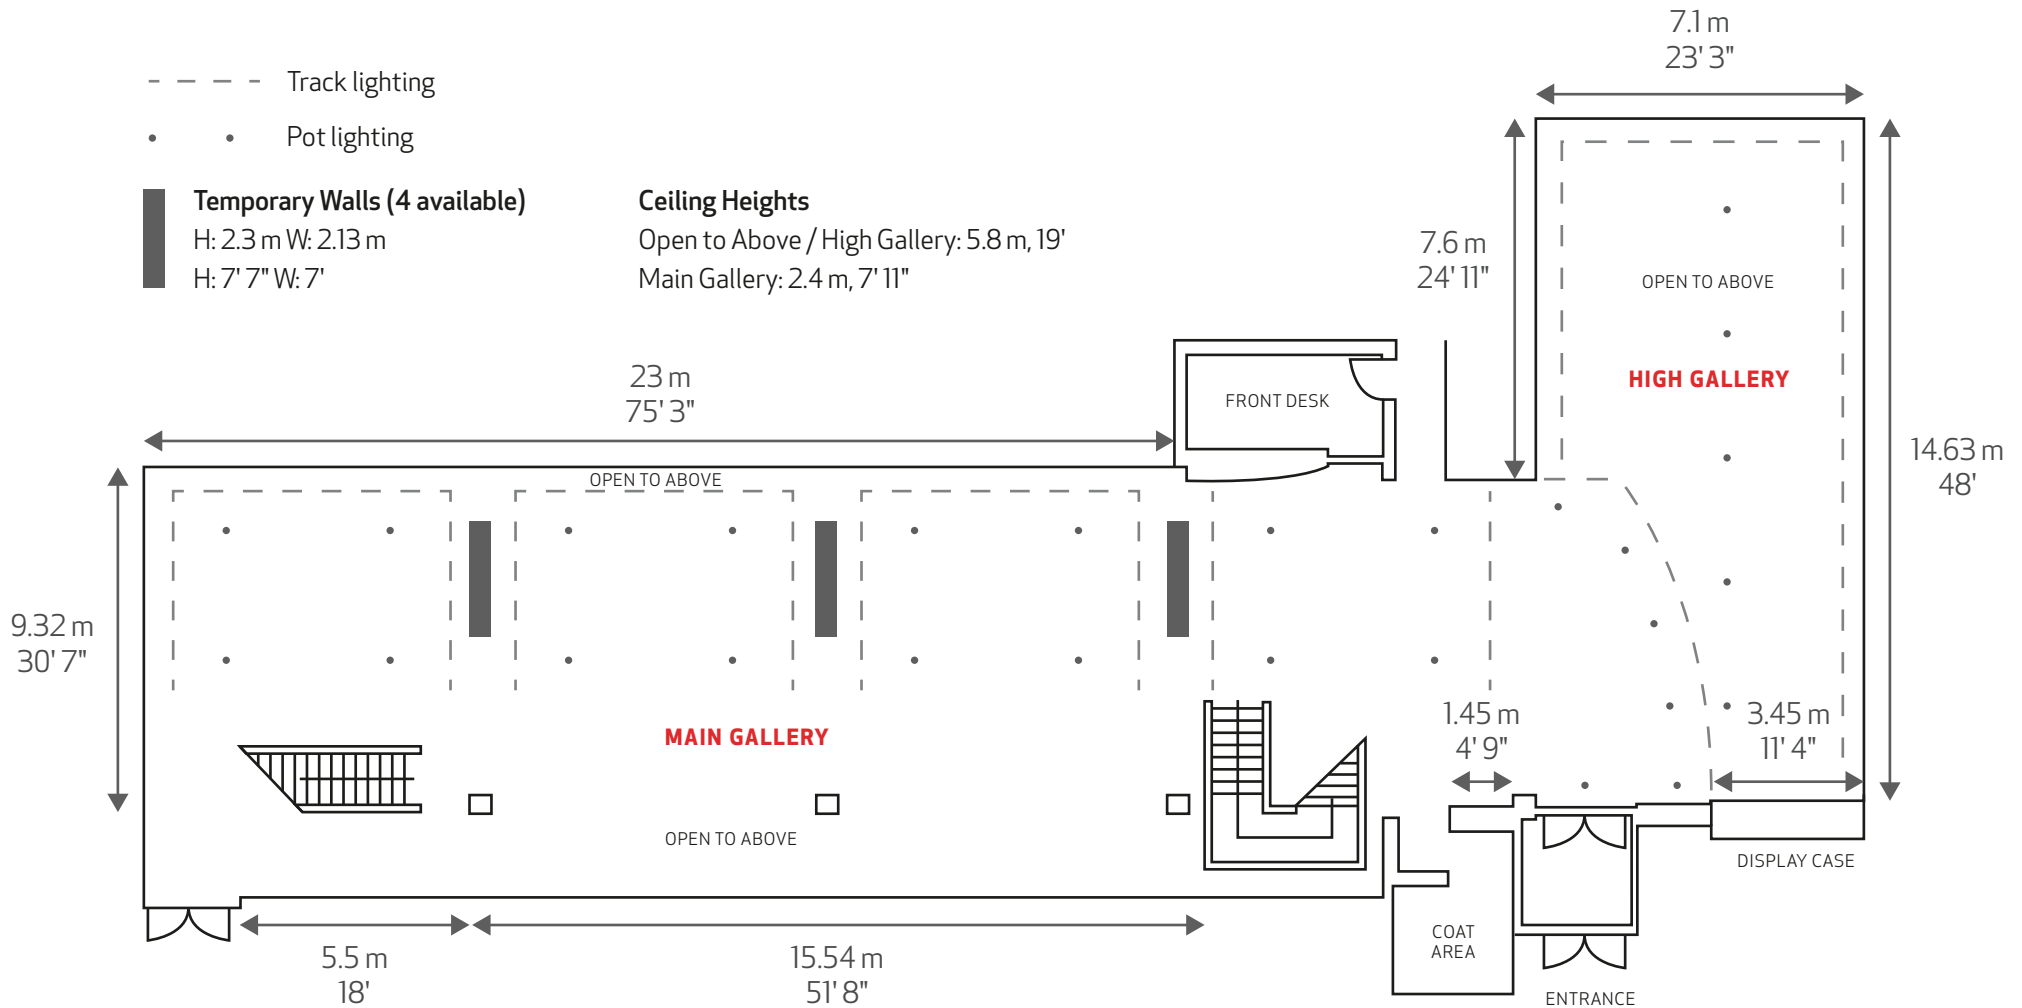 7.1 m
23' 3"
Track lighting
Pot lighting
Temporary Walls (4 available)
H: 2.3 m W: 2.13 m
H: 7' 7" W: 7'
Ceiling Heights
Open to Above / High Gallery: 5.8 m, 19'
Main Gallery: 2.4 m, 7' 11"
7.6 m
24' 11"
OPEN TO ABOVE
HIGH GALLERY
23 m
75' 3"
FRONT DESK
14.63 m
48'
OPEN TO ABOVE
9.32 m
30' 7"
MAIN GALLERY
1.45 m
4' 9"
3.45 m
11' 4"
OPEN TO ABOVE
DISPLAY CASE
5.5 m
18'
15.54 m
51' 8"
COAT
AREA
ENTRANCE